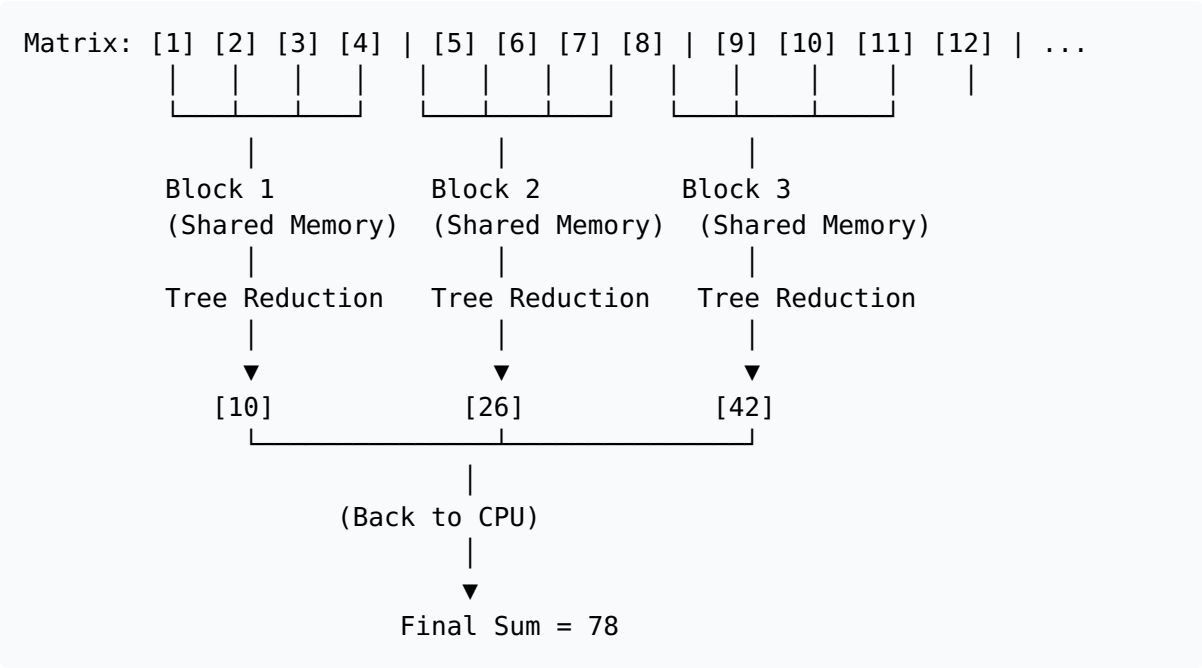 Matrix: [1] [2] [3] [4] | [5] [6] [7] [8] | [9] [10] [11] [12] | ...
Block 1 Block 2 Block 3
(Shared Memory) (Shared Memory) (Shared Memory)
Tree Reduction Tree Reduction Tree Reduction
[10] [26] [42]
(Back to CPU)
Final Sum = 78